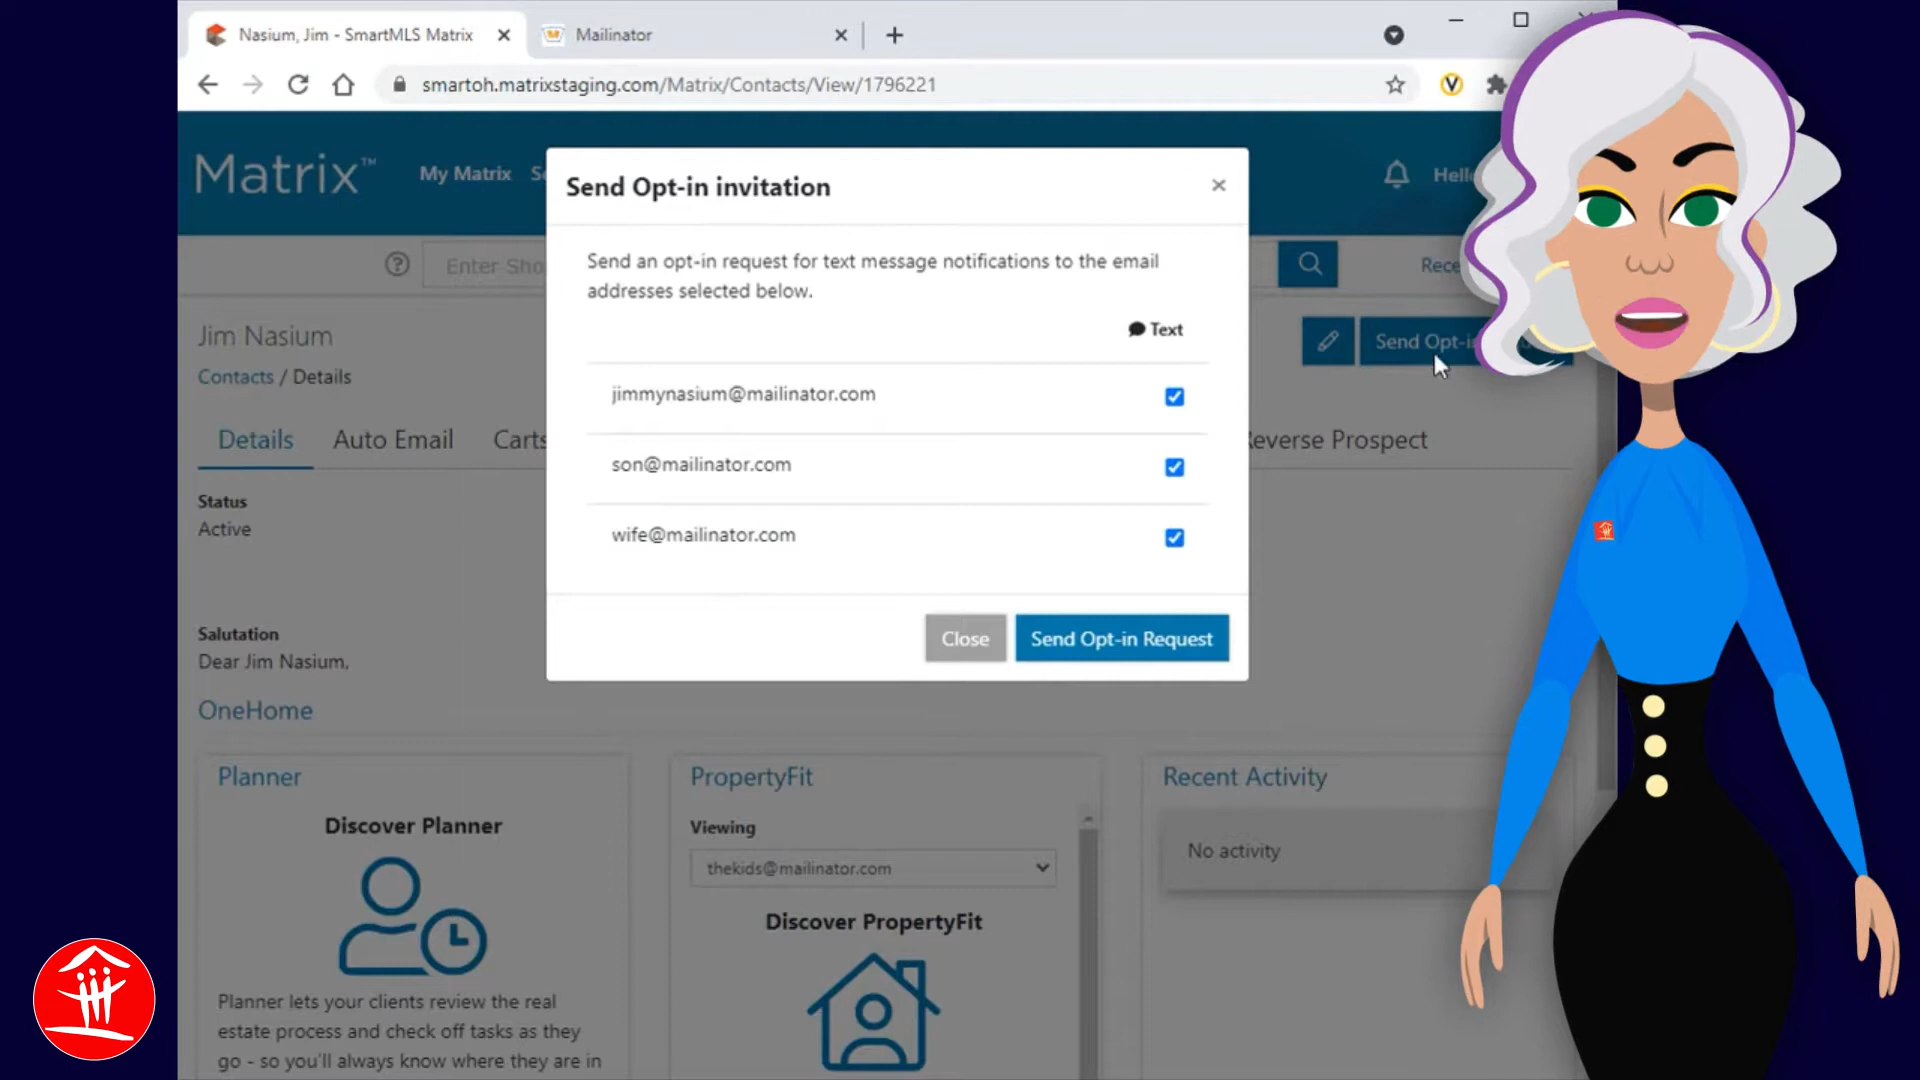 Nasium, Jim - SmartMLS Matrix
Mailinator
smartoh.matrixstaging.com/Matrix/Contacts/View/1796221
Matrix™
My Matrix
Send Opt-in invitation
Send an opt-in request for text message notifications to the email
addresses selected below.
Text
jimmynasium@mailinator.com
son@mailinator.com
wife@mailinator.com
Close
Send Opt-in Request
Enter
Jim Nasium
Contacts / Details
Send
Details
Auto Email
Carts
Reverse Prospect
Status
Active
Salutation
Dear Jim Nasium,
OneHome
Planner
Discover Planner
Planner lets your clients review the real
estate process and check off tasks as they
go - so you'll always know where they are in
PropertyFit
Viewing
thekids@mailinator.com
Discover PropertyFit
Recent Activity
No activity